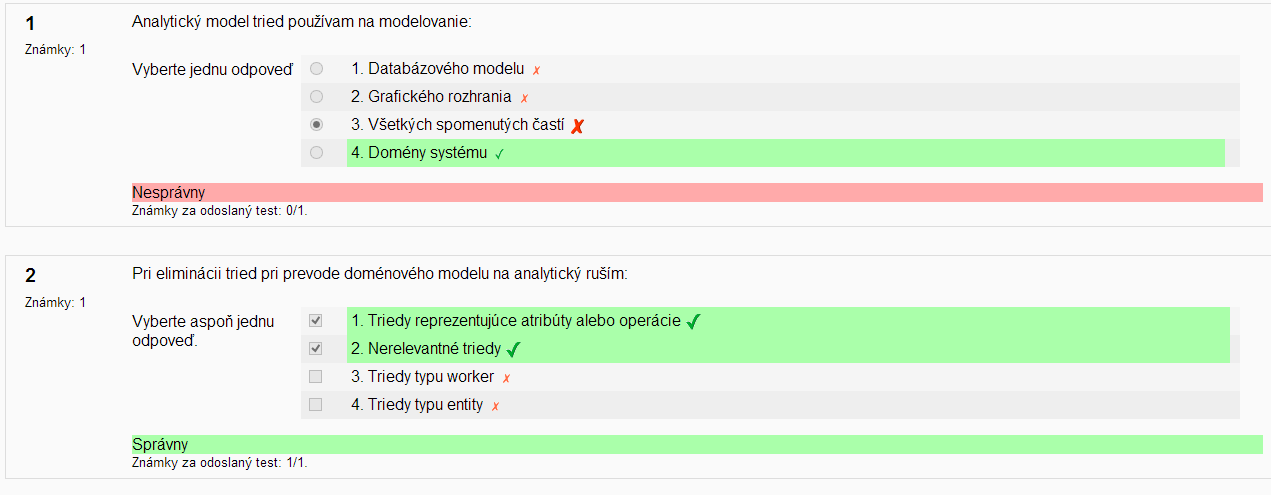 1
Analytický model tried používam na modelovanie:
Známky: 1
Vyberte jednu odpoveď
1. Databázového modelu ✗
2. Grafického rozhrania ✗
3. Všetkých spomenutých častí ✗
4. Domény systému ✓
Nesprávny
Známky za odoslaný test: 0/1.
2
Pri eliminácii tried pri prevode doménového modelu na analytický ruším:
Známky: 1
Vyberte aspoň jednu
odpoveď.
1. Triedy reprezentujúce atribúty alebo operácie ✓
2. Nerelevantné triedy ✓
3. Triedy typu worker ✗
4. Triedy typu entity ✗
Správny
Známky za odoslaný test: 1/1.